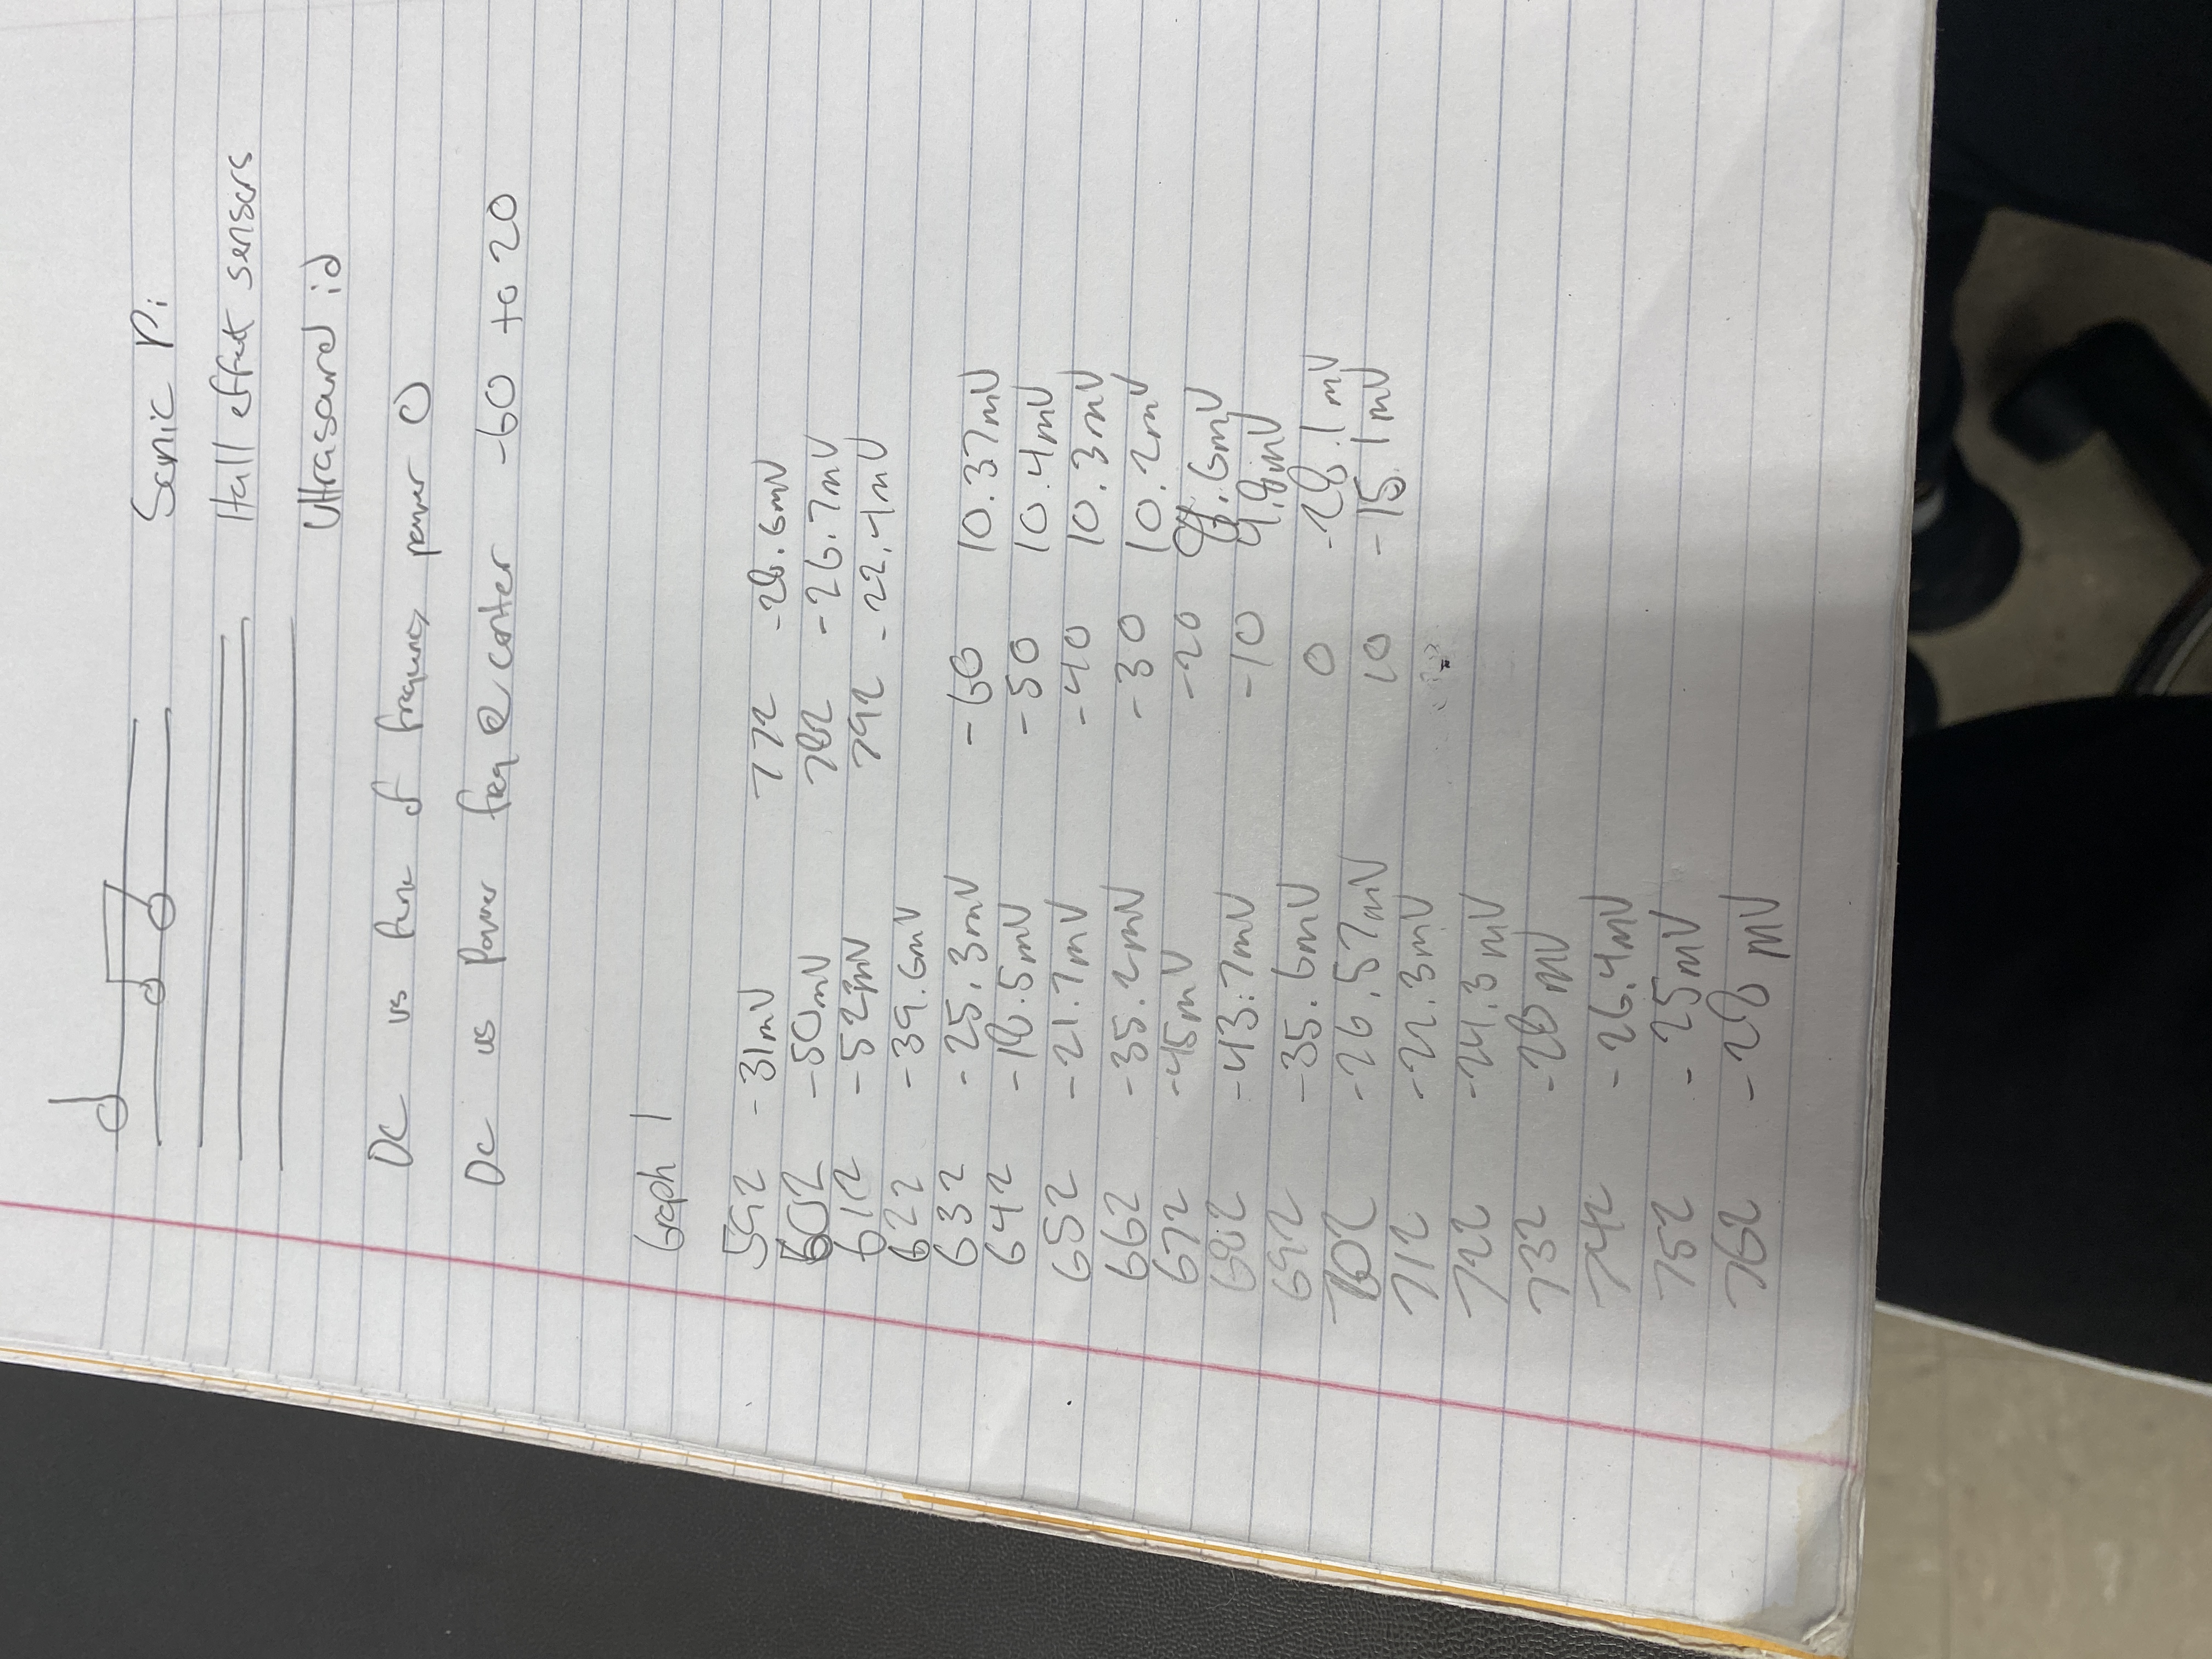 Sonic Pi
Hall effect sensors
Ultrasound id
DC vs func of frequency power 0
DC vs Power freq @ center -60 to 20
Graph 1
592 -31mV
602 -50mV
612 -52mV
622 -39.6mV
632 -25.3mV
642 -18.5mV
652 -21.7mV
662 -35.2mV
672 -45mV
682 -43.7mV
692 -35.6mV
702 -26.57mV
712 -22.3mV
722 -24.3mV
732 -28mV
742 -26.4mV
752 -25mV
762 -28mV
772 -28.6mV
782 -26.7mV
792 -22.4mV
-60 10.37mV
-50 10.4mV
-40 10.3mV
-30 10.2mV
-20
-10 4.8mV
0 -28.1mV
10 -15.1mV